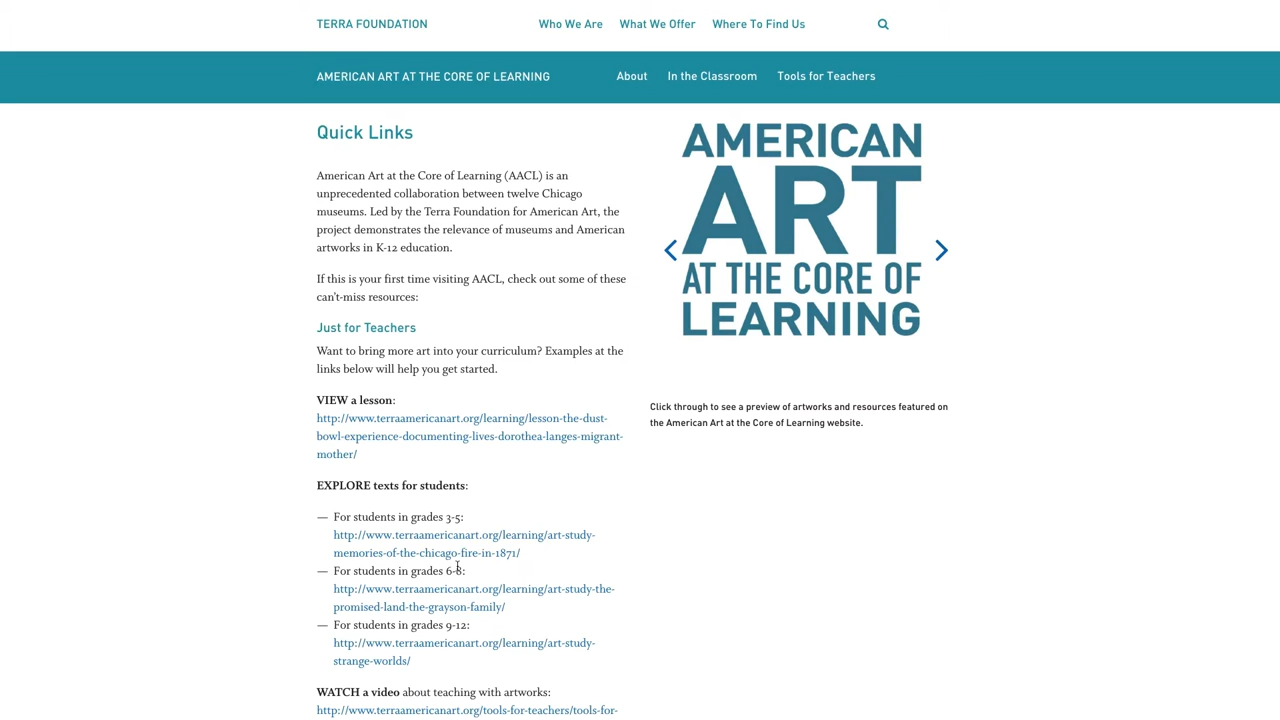 TERRA FOUNDATION
Who We Are
What We Offer
Where To Find Us
AMERICAN ART AT THE CORE OF LEARNING
About
In the Classroom
Tools for Teachers
Quick Links
American Art at the Core of Learning (AACL) is an
unprecedented collaboration between twelve Chicago
museums. Led by the Terra Foundation for American Art, the
project demonstrates the relevance of museums and American
artworks in K-12 education.
If this is your first time visiting AACL, check out some of these
can't-miss resources:
Just for Teachers
Want to bring more art into your curriculum? Examples at the
links below will help you get started.
VIEW a lesson:
http://www.terraamericanart.org/learning/lesson-the-dust-
bowl-experience-documenting-lives-dorothea-langes-migrant-
mother/
EXPLORE texts for students:
— For students in grades 3-5:
http://www.terraamericanart.org/learning/art-study-
memories-of-the-chicago-fire-in-1871/
— For students in grades 6-8:
http://www.terraamericanart.org/learning/art-study-the-
promised-land-the-grayson-family/
— For students in grades 9-12:
http://www.terraamericanart.org/learning/art-study-
strange-worlds/
WATCH a video about teaching with artworks:
http://www.terraamericanart.org/tools-for-teachers/tools-for-
AMERICAN
ART
AT THE CORE OF
LEARNING
Click through to see a preview of artworks and resources featured on
the American Art at the Core of Learning website.